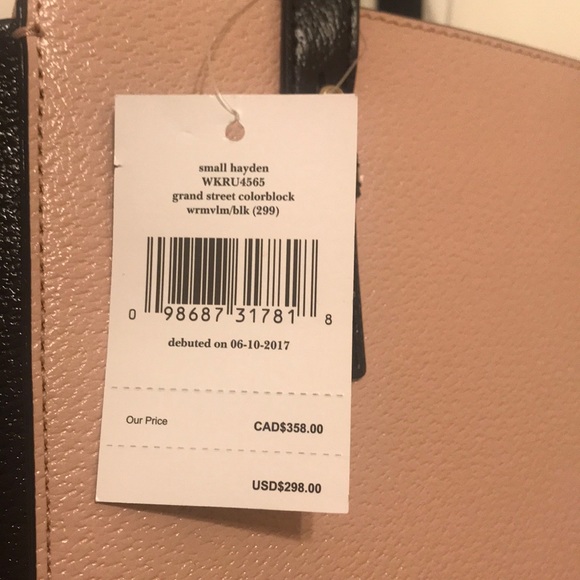 small hayden
WKRU4565
grand street colorblock
wrmvlm/blk (299)
0 98687 31781 8
debuted on 06-10-2017
Our Price CAD$358.00
USD$298.00